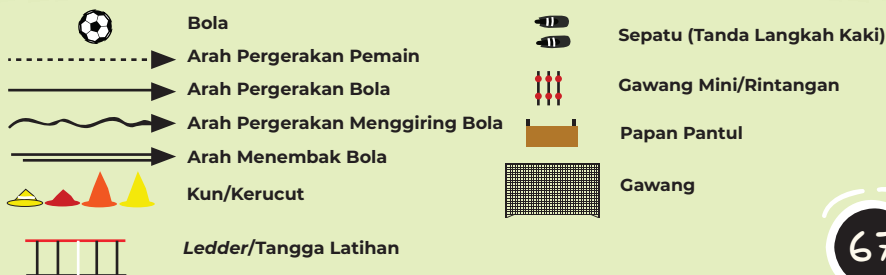 Bola
Arah Pergerakan Pemain
Arah Pergerakan Bola
Arah Pergerakan Menggiring Bola
Arah Menembak Bola
Kun/Kerucut
Ledder/Tangga Latihan
Sepatu (Tanda Langkah Kaki)
Gawang Mini/Rintangan
Papan Pantul
Gawang
67